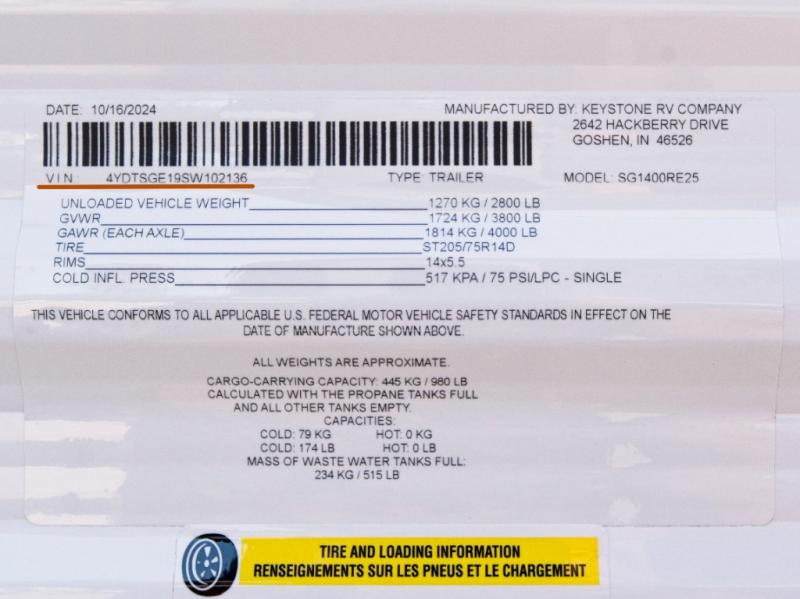 DATE: 10/16/2024 MANUFACTURED BY: KEYSTONE RV COMPANY
2642 HACKBERRY DRIVE
GOSHEN, IN 46526
VIN: 4YDTSGE19SW102136 TYPE: TRAILER MODEL: SG1400RE25
UNLOADED VEHICLE WEIGHT 1270 KG / 2800 LB
GVWR 1724 KG / 3800 LB
GAWR (EACH AXLE) 1814 KG / 4000 LB
TIRE ST205/75R14D
RIMS 14x5.5
COLD INFL. PRESS 517 KPA / 75 PSI/LPC - SINGLE
THIS VEHICLE CONFORMS TO ALL APPLICABLE U.S. FEDERAL MOTOR VEHICLE SAFETY STANDARDS IN EFFECT ON THE
DATE OF MANUFACTURE SHOWN ABOVE.
ALL WEIGHTS ARE APPROXIMATE.
CARGO-CARRYING CAPACITY: 445 KG / 980 LB
CALCULATED WITH THE PROPANE TANKS FULL
AND ALL OTHER TANKS EMPTY.
CAPACITIES:
COLD: 79 KG HOT: 0 KG
COLD: 174 LB HOT: 0 LB
MASS OF WASTE WATER TANKS FULL:
234 KG / 515 LB
TIRE AND LOADING INFORMATION
RENSEIGNEMENTS SUR LES PNEUS ET LE CHARGEMENT